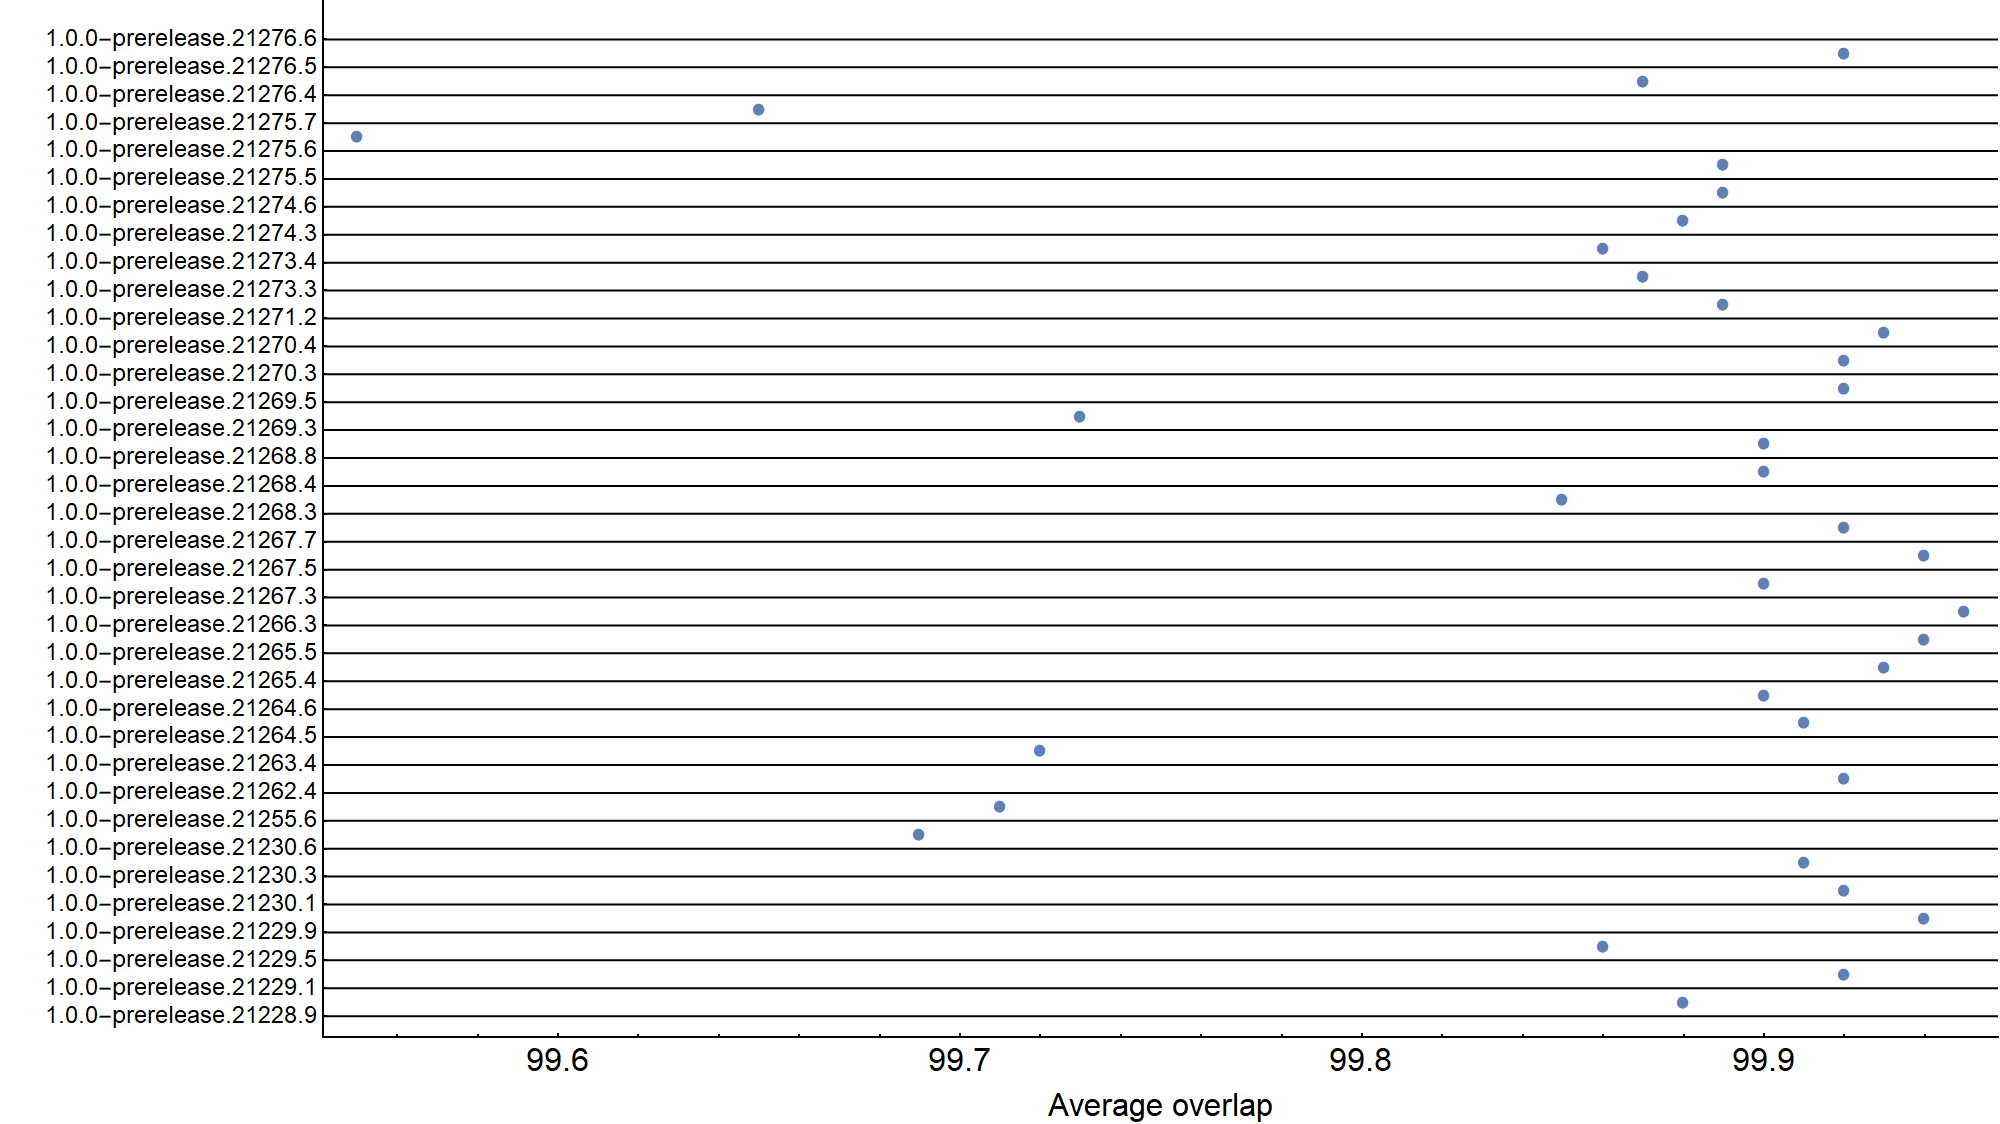 1.0.0−prerelease.21276.6
1.0.0−prerelease.21276.5
1.0.0−prerelease.21276.4
1.0.0−prerelease.21275.7
1.0.0−prerelease.21275.6
1.0.0−prerelease.21275.5
1.0.0−prerelease.21274.6
1.0.0−prerelease.21274.3
1.0.0−prerelease.21273.4
1.0.0−prerelease.21273.3
1.0.0−prerelease.21271.2
1.0.0−prerelease.21270.4
1.0.0−prerelease.21270.3
1.0.0−prerelease.21269.5
1.0.0−prerelease.21269.3
1.0.0−prerelease.21268.8
1.0.0−prerelease.21268.4
1.0.0−prerelease.21268.3
1.0.0−prerelease.21267.7
1.0.0−prerelease.21267.5
1.0.0−prerelease.21267.3
1.0.0−prerelease.21266.3
1.0.0−prerelease.21265.5
1.0.0−prerelease.21265.4
1.0.0−prerelease.21264.6
1.0.0−prerelease.21264.5
1.0.0−prerelease.21263.4
1.0.0−prerelease.21262.4
1.0.0−prerelease.21255.6
1.0.0−prerelease.21230.6
1.0.0−prerelease.21230.3
1.0.0−prerelease.21230.1
1.0.0−prerelease.21229.9
1.0.0−prerelease.21229.5
1.0.0−prerelease.21229.1
1.0.0−prerelease.21228.9
99.6 99.7 99.8 99.9
Average overlap